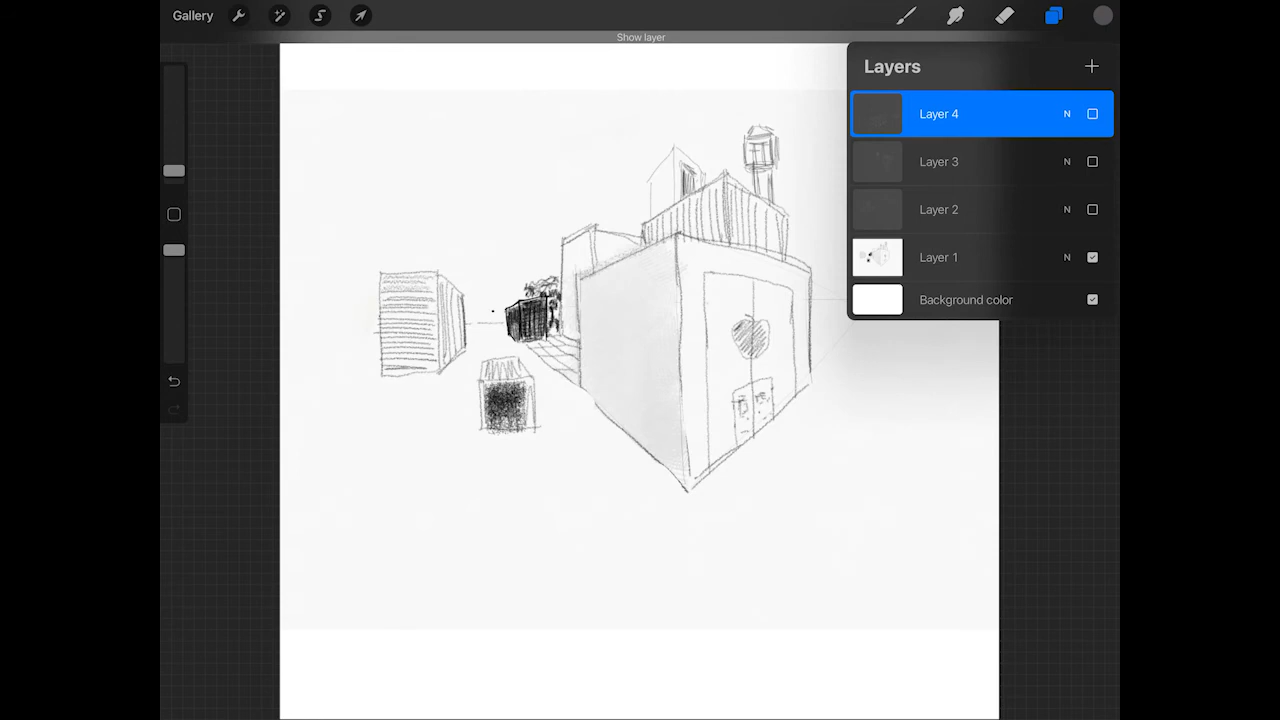 Gallery
Show layer
Layers
Layer 4 N
Layer 3 N
Layer 2 N
Layer 1 N
Background color